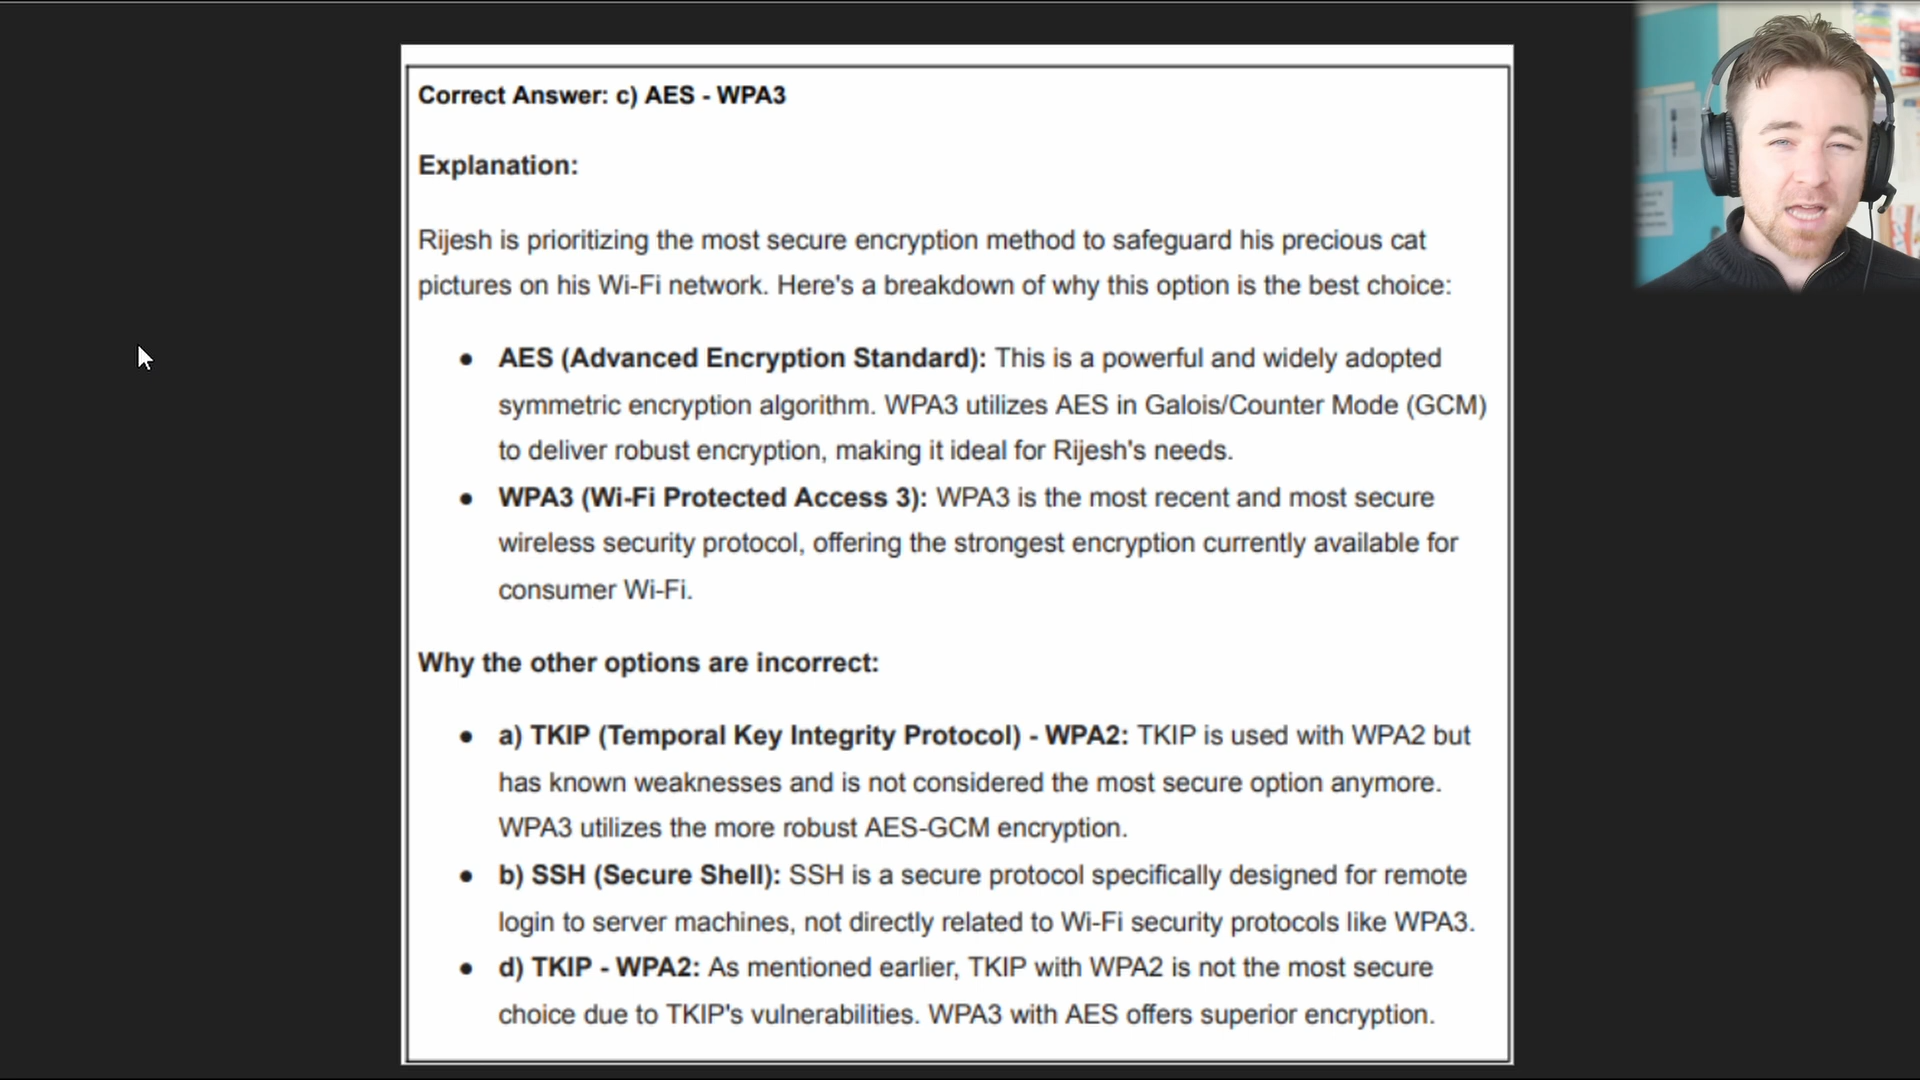 Correct Answer: c) AES - WPA3
Explanation:
Rijesh is prioritizing the most secure encryption method to safeguard his precious cat
pictures on his Wi-Fi network. Here's a breakdown of why this option is the best choice:
● AES (Advanced Encryption Standard): This is a powerful and widely adopted
symmetric encryption algorithm. WPA3 utilizes AES in Galois/Counter Mode (GCM)
to deliver robust encryption, making it ideal for Rijesh's needs.
● WPA3 (Wi-Fi Protected Access 3): WPA3 is the most recent and most secure
wireless security protocol, offering the strongest encryption currently available for
consumer Wi-Fi.
Why the other options are incorrect:
● a) TKIP (Temporal Key Integrity Protocol) - WPA2: TKIP is used with WPA2 but
has known weaknesses and is not considered the most secure option anymore.
WPA3 utilizes the more robust AES-GCM encryption.
● b) SSH (Secure Shell): SSH is a secure protocol specifically designed for remote
login to server machines, not directly related to Wi-Fi security protocols like WPA3.
● d) TKIP - WPA2: As mentioned earlier, TKIP with WPA2 is not the most secure
choice due to TKIP's vulnerabilities. WPA3 with AES offers superior encryption.